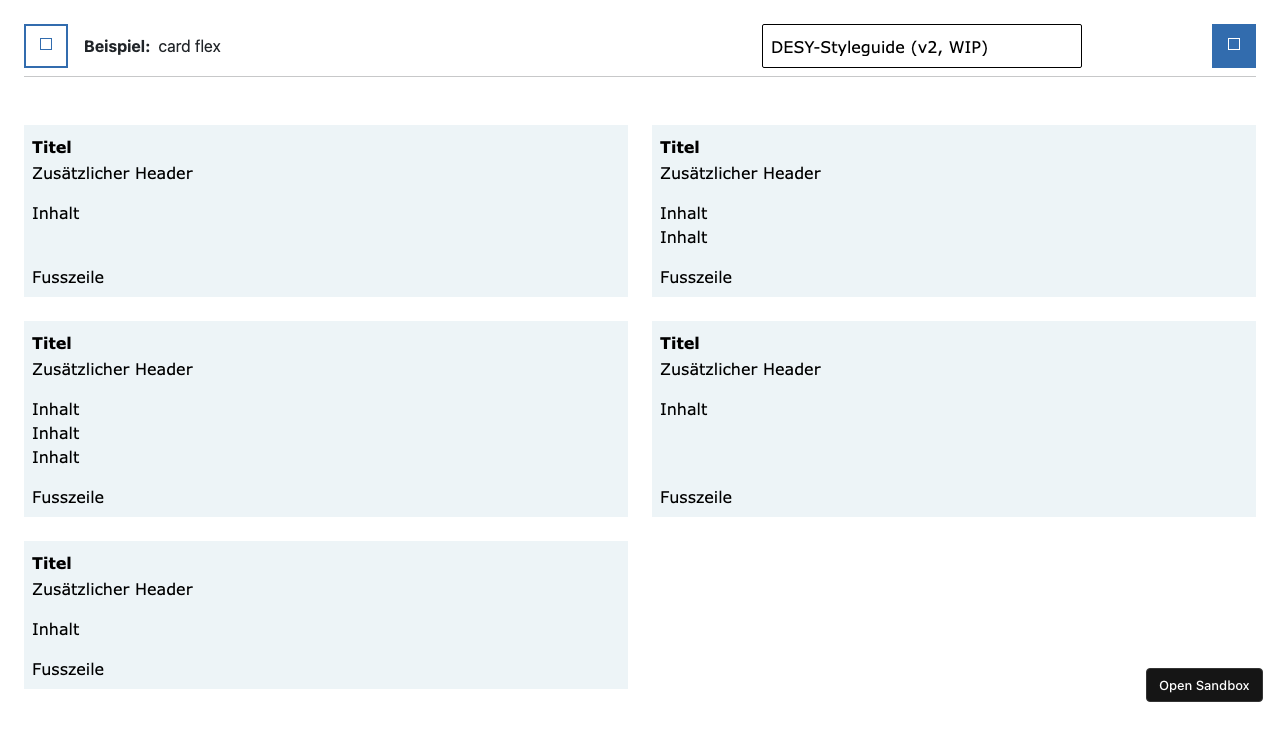 Beispiel: card flex
DESY-Styleguide (v2, WIP)
Titel
Zusätzlicher Header
Inhalt
Fusszeile
Titel
Zusätzlicher Header
Inhalt
Inhalt
Fusszeile
Titel
Zusätzlicher Header
Inhalt
Inhalt
Inhalt
Fusszeile
Titel
Zusätzlicher Header
Inhalt
Fusszeile
Titel
Zusätzlicher Header
Inhalt
Fusszeile
Open Sandbox